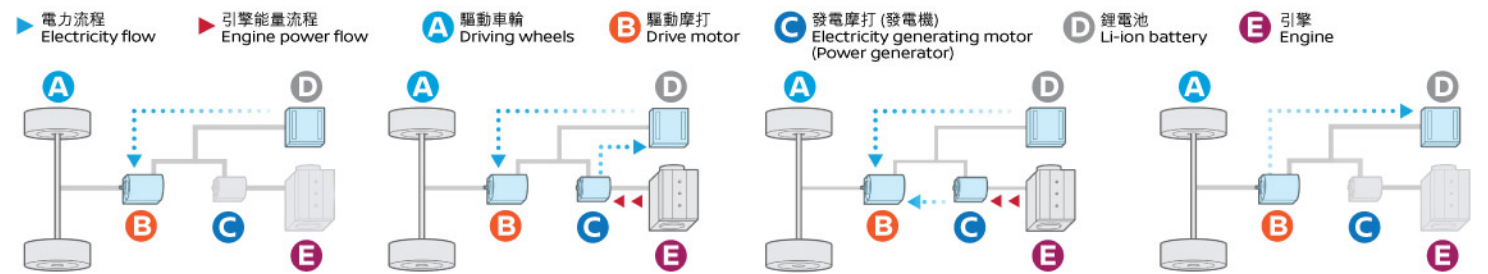 電力流程
Electricity flow
引擎能量流程
Engine power flow
A
驅動車輪
Driving wheels
B
驅動摩打
Drive motor
C
發電摩打 (發電機)
Electricity generating motor
(Power generator)
D
鋰電池
Li-ion battery
E
引擎
Engine
A
D
B
C
E
A
D
B
C
E
A
D
B
C
E
A
D
B
C
E